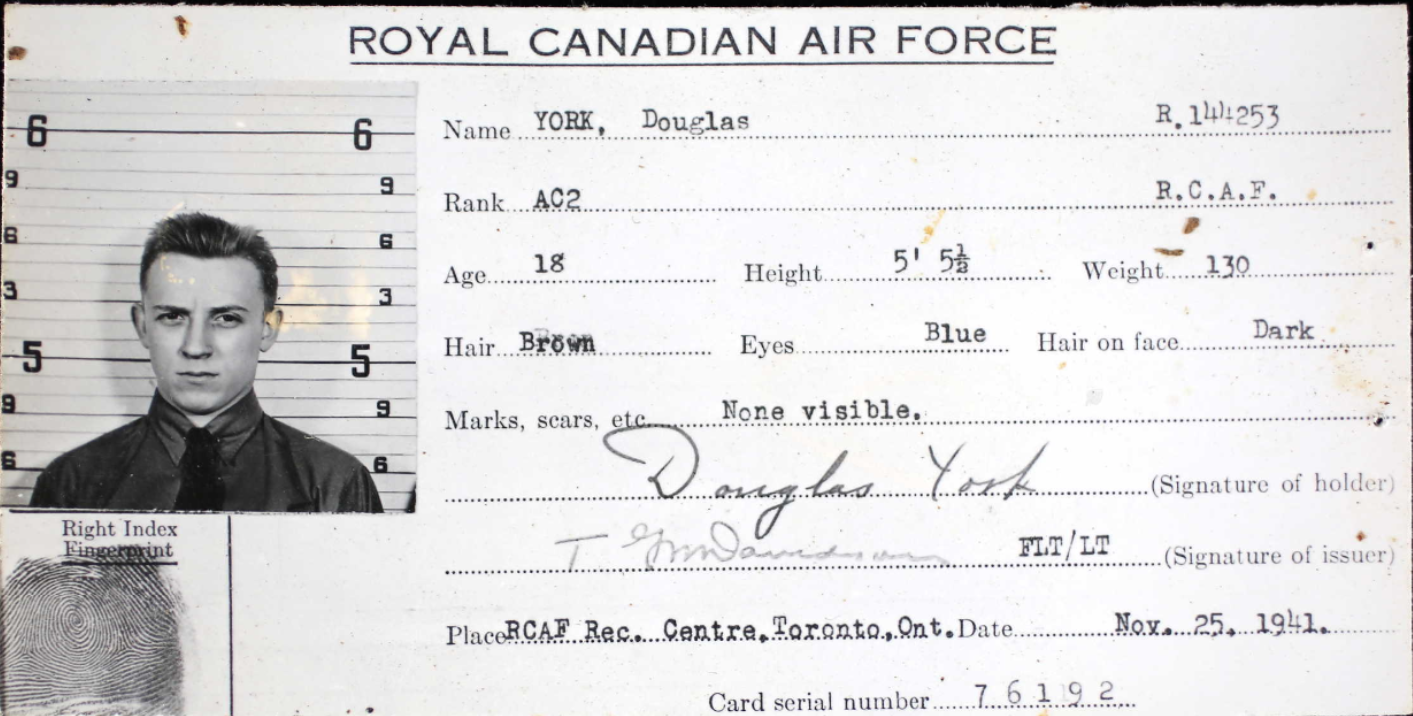 ROYAL CANADIAN AIR FORCE
6 6
9 9
6 6
3 3
5 5
9 9
6 6
Name YORK, Douglas R.144253
Rank AC2 R.C.A.F.
Age 18 Height 5' 5½ Weight 130
Hair Brown Eyes Blue Hair on face Dark
Marks, scars, etc. None visible.
Douglas York (Signature of holder)
FLT/LT (Signature of issuer)
Right Index
Fingerprint
Place RCAF Rec. Centre, Toronto, Ont. Date Nov. 25, 1941.
Card serial number 76192